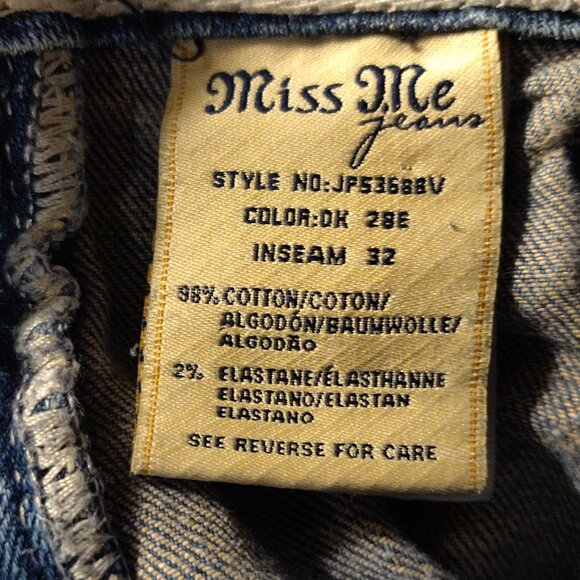 Miss Me
jeans
STYLE NO:JP5368BV
COLOR:DK 28E
INSEAM 32
98% COTTON/COTON/
ALGODÓN/BAUMWOLLE/
ALGODÃO
2% ELASTANE/ÉLASTHANNE
ELASTANO/ELASTAN
ELASTANO
SEE REVERSE FOR CARE